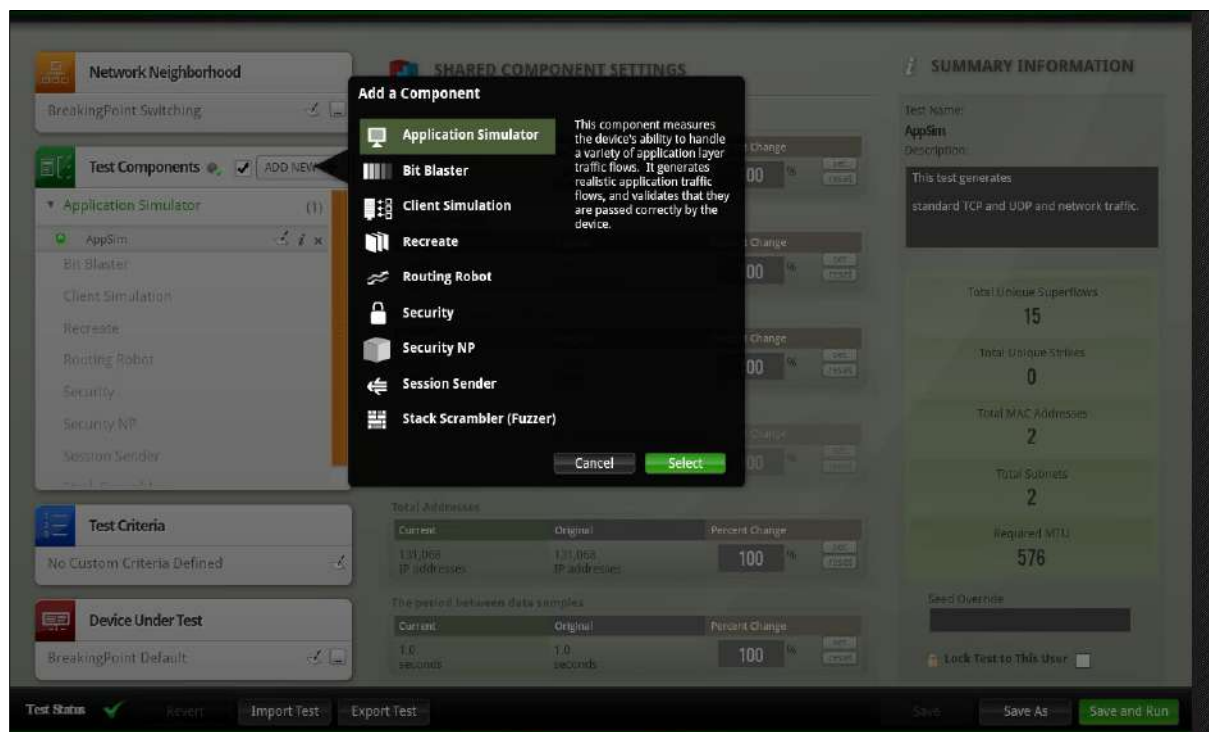 Network Neighborhood
BreakingPoint Switching
Test Components
ADD NEW
Application Simulator (1)
AppSim
Bit Blaster
Client Simulation
Recreate
Routing Robot
Security
Security NP
Session Sender
Test Criteria
No Custom Criteria Defined
Device Under Test
BreakingPoint Default
SHARED COMPONENT SETTINGS
Add a Component
Application Simulator
Bit Blaster
Client Simulation
Recreate
Routing Robot
Security
Security NP
Session Sender
Stack Scrambler (Fuzzer)
This component measures
the device's ability to handle
a variety of application layer
traffic flows. It generates
realistic application traffic
flows, and validates that they
are passed correctly by the
device.
Cancel Select
Total Addresses
Current Original Percent Change
131,068 131,068 100 % set
IP addresses IP addresses reset
The period between data samples
Current Original Percent Change
1.0 1.0 100 % set
seconds seconds reset
SUMMARY INFORMATION
Test Name:
AppSim
Description:
This test generates
standard TCP and UDP and network traffic.
Total Unique Superflows
15
Total Unique Strikes
0
Total MAC Addresses
2
Total Subnets
2
Required MTU
576
Seed Override
Lock Test to This User
Test Status Revert Import Test Export Test Save Save As Save and Run